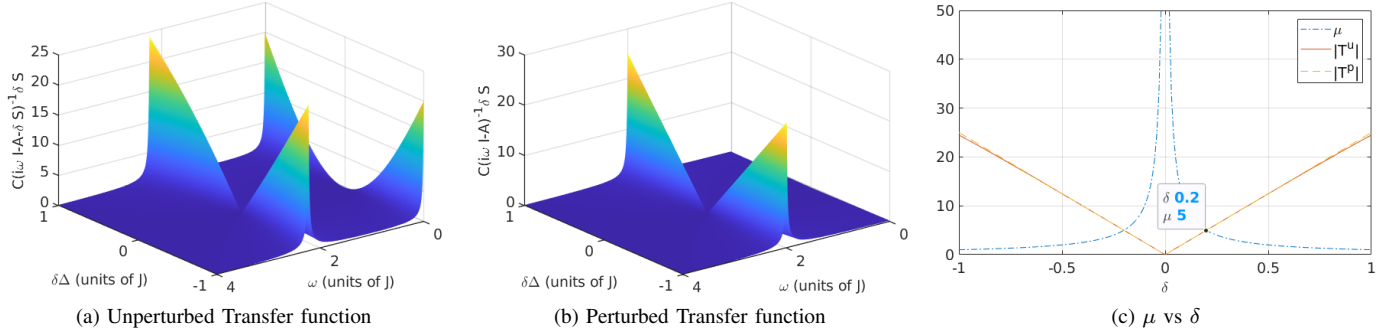 25
20
15
10
5
0
C(iω I-A-δ S)⁻¹δ S
1
0
-1
δΔ (units of J)
4
2
0
ω (units of J)
(a) Unperturbed Transfer function
30
20
10
0
C(iω I-A)⁻¹δ S
1
0
-1
δΔ (units of J)
4
2
0
ω (units of J)
(b) Perturbed Transfer function
50
40
30
20
10
0
-1
-0.5
0
0.5
1
δ
μ
|Tᵘ|
|Tᵖ|
δ 0.2
μ 5
(c) μ vs δ